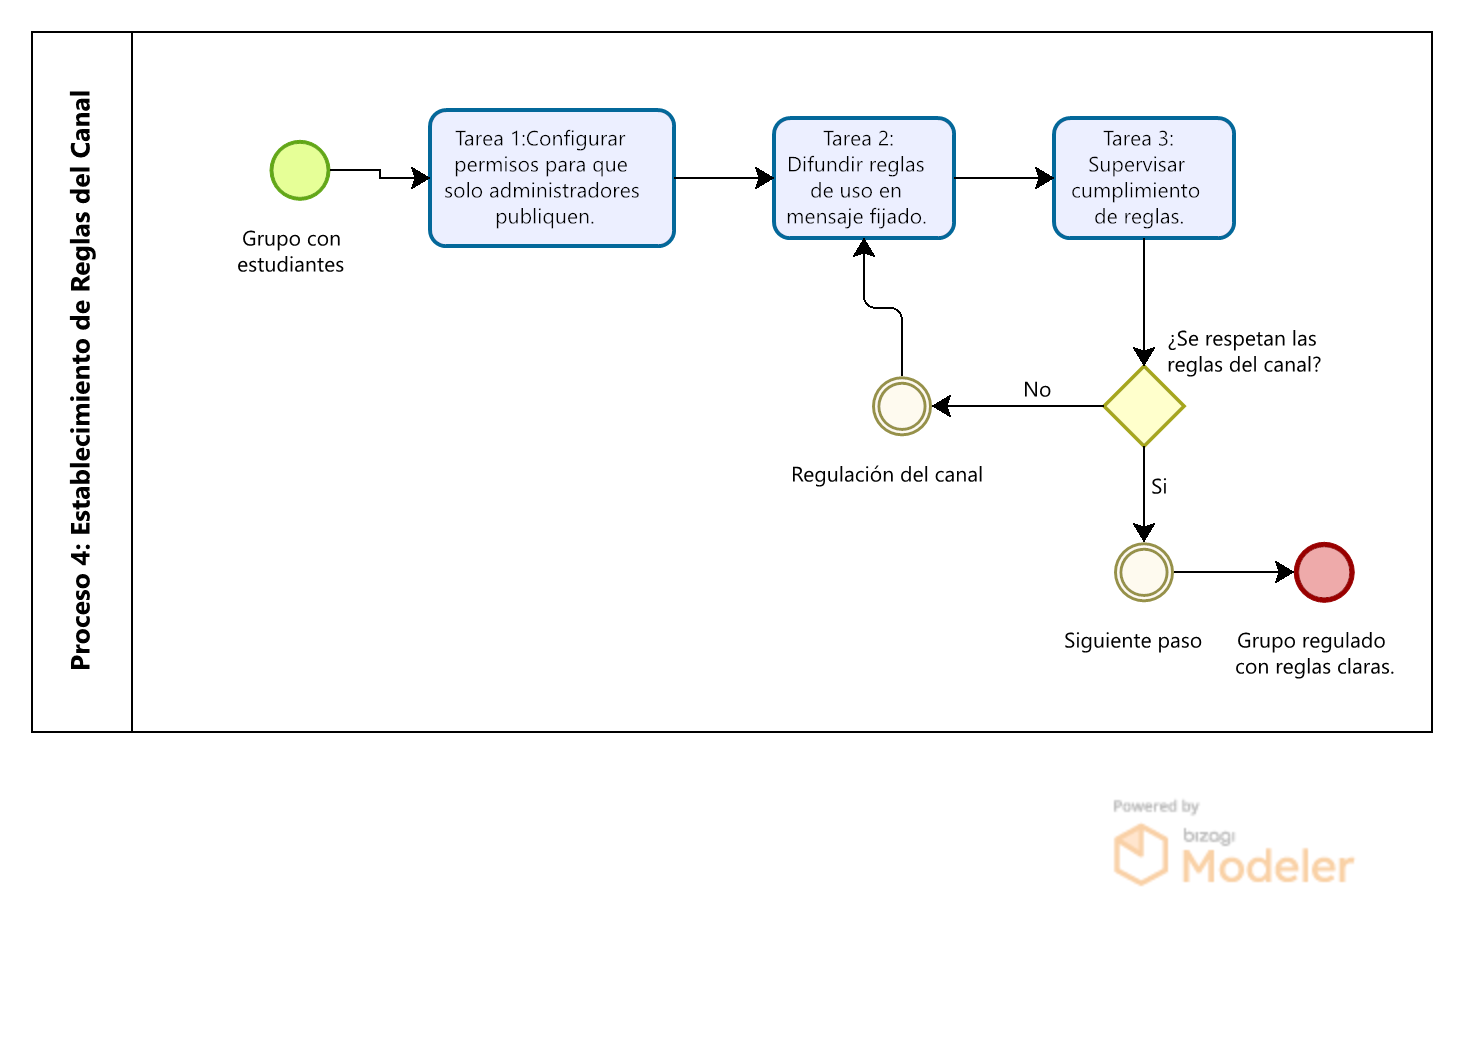 Proceso 4: Establecimiento de Reglas del Canal
Grupo con
estudiantes
Tarea 1:Configurar
permisos para que
solo administradores
publiquen.
Tarea 2:
Difundir reglas
de uso en
mensaje fijado.
Tarea 3:
Supervisar
cumplimiento
de reglas.
¿Se respetan las
reglas del canal?
No
Regulación del canal
Si
Siguiente paso
Grupo regulado
con reglas claras.
Powered by
bizagi
Modeler